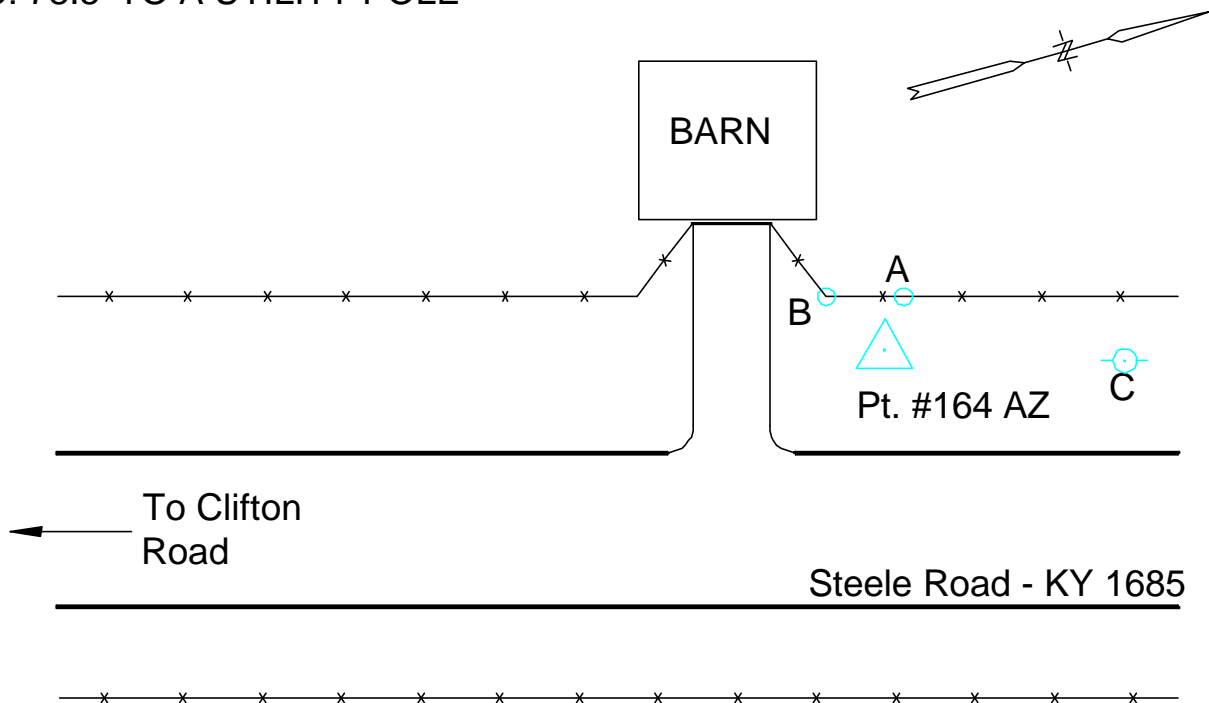 TO A UTILITY POLE
BARN
A
B
C
Pt. #164 AZ
To Clifton
Road
Steele Road - KY 1685